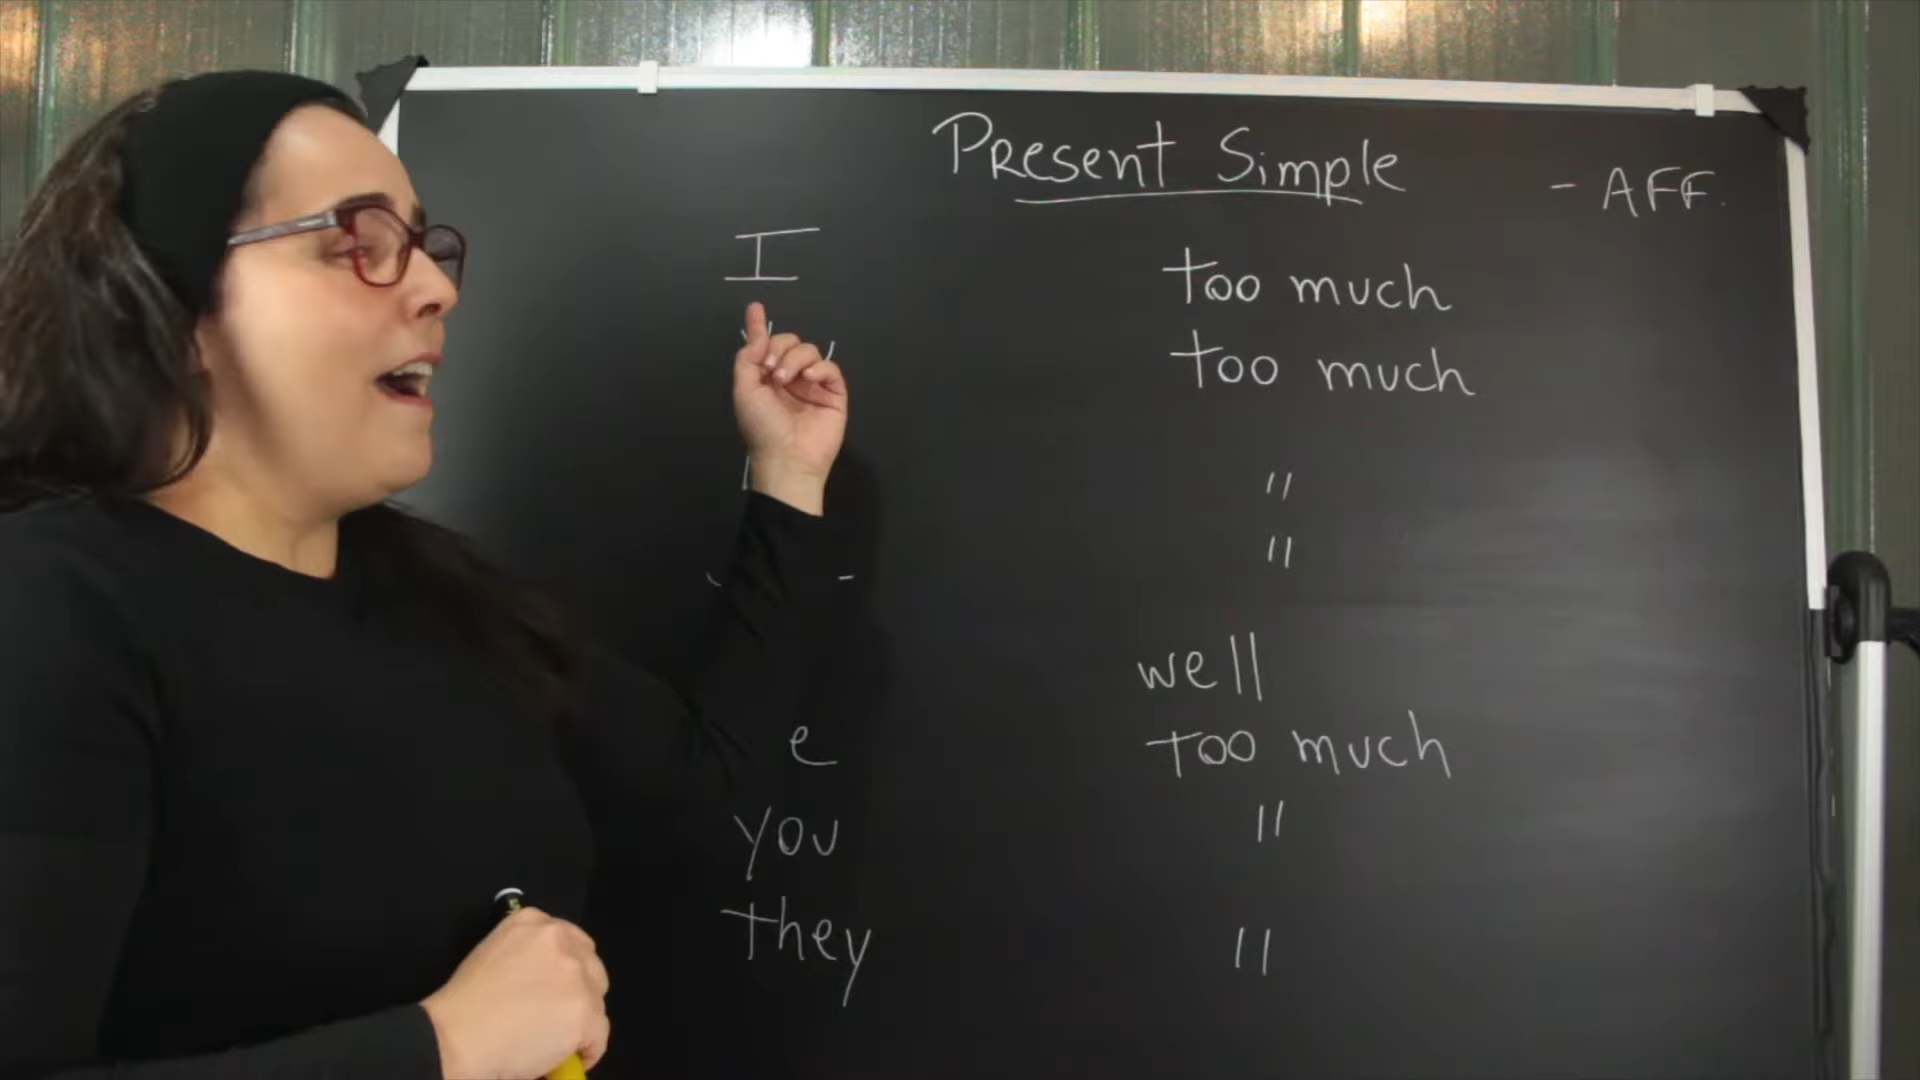 Present Simple - AFF.
I too much
too much
"
"
well
too much
you "
they "